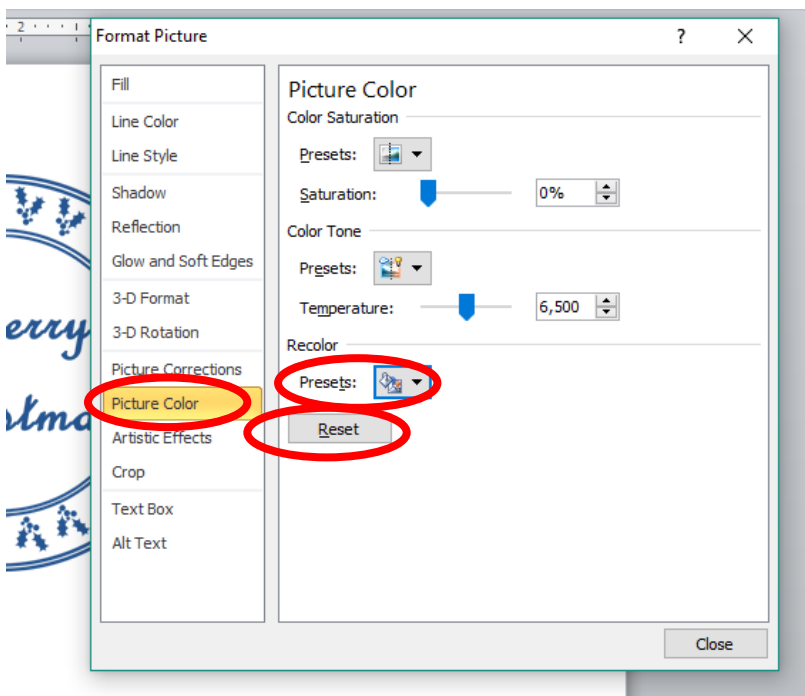 2
Format Picture ?
Fill
Line Color
Line Style
Shadow
Reflection
Glow and Soft Edges
3-D Format
3-D Rotation
Picture Corrections
Picture Color
Artistic Effects
Crop
Text Box
Alt Text
Picture Color
Color Saturation
Presets:
Saturation: 0%
Color Tone
Presets:
Temperature: 6,500
Recolor
Presets:
Reset
Close
erry
stma